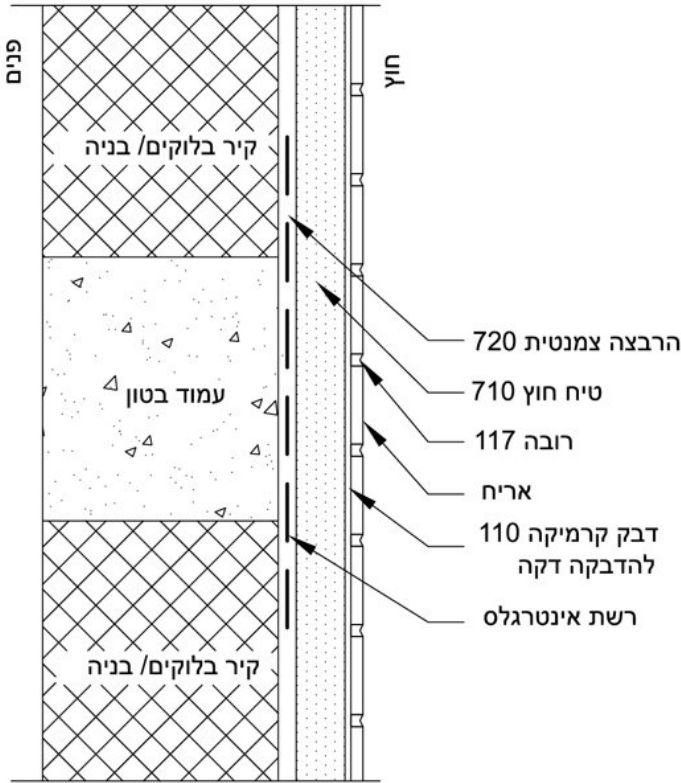 פנים
חוץ
קיר בלוקים/ בניה
עמוד בטון
קיר בלוקים/ בניה
הרבצה צמנטית 720
טיח חוץ 710
רובה 117
אריח
דבק קרמיקה 110
להדבקה דקה
רשת אינטרגלס